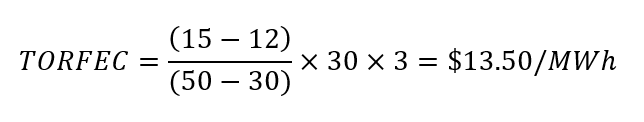 TORFEC = (15 − 12) / (50 − 30) × 30 × 3 = $13.50/MWh